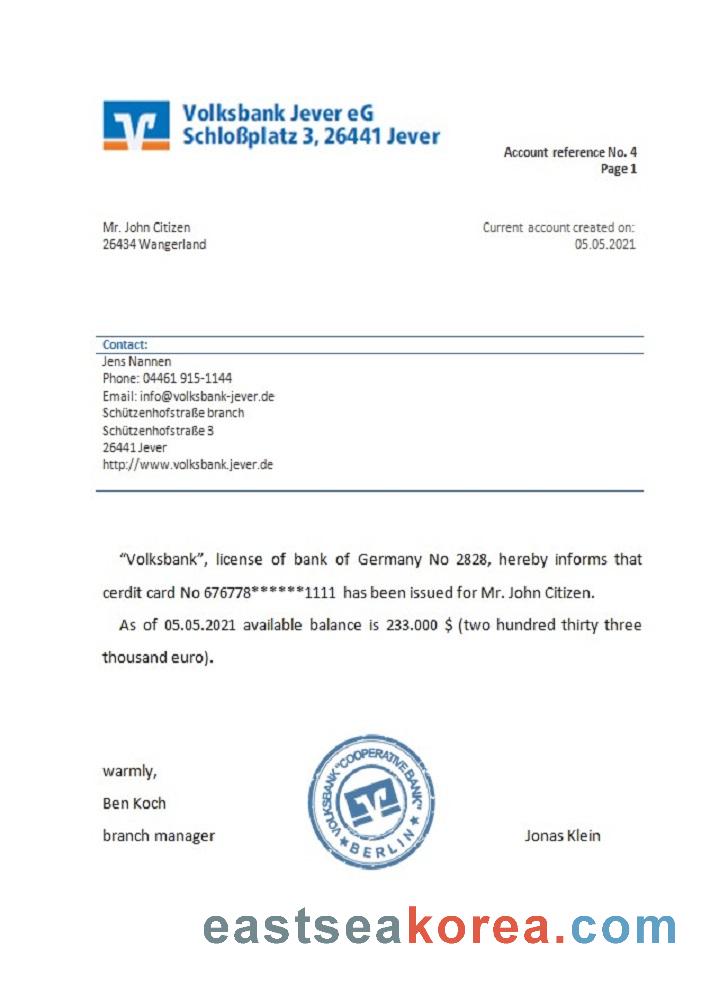 Volksbank Jever eG
Schloßplatz 3, 26441 Jever
Account reference No. 4
Page 1
Mr. John Citizen
26434 Wangerland
Current account created on:
05.05.2021
Contact:
Jens Nannen
Phone: 04461 915-1144
Email: info@volksbank-jever.de
Schützenhofstraße branch
Schützenhofstraße 3
26441 Jever
http://www.volksbank.jever.de
“Volksbank”, license of bank of Germany No 2828, hereby informs that
cerdit card No 676778******1111 has been issued for Mr. John Citizen.
As of 05.05.2021 available balance is 233.000 $ (two hundred thirty three
thousand euro).
warmly,
Ben Koch
branch manager
VOLKSBANK "COOPERATIVE BANK"
BERLIN
Jonas Klein
eastseakorea.com